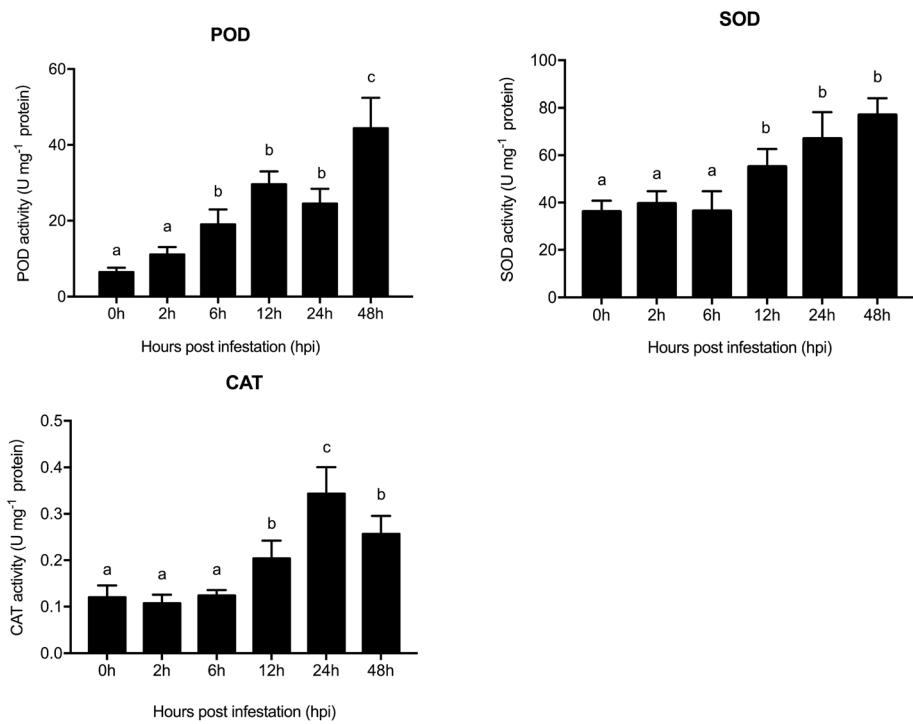 POD
POD activity (U mg⁻¹ protein)
60
40
20
0
a
a
b
b
b
c
0h 2h 6h 12h 24h 48h
Hours post infestation (hpi)
SOD
SOD activity (U mg⁻¹ protein)
100
80
60
40
20
0
a
a
a
b
b
b
0h 2h 6h 12h 24h 48h
Hours post infestation (hpi)
CAT
CAT activity (U mg⁻¹ protein)
0.5
0.4
0.3
0.2
0.1
0.0
a
a
a
b
c
b
0h 2h 6h 12h 24h 48h
Hours post infestation (hpi)